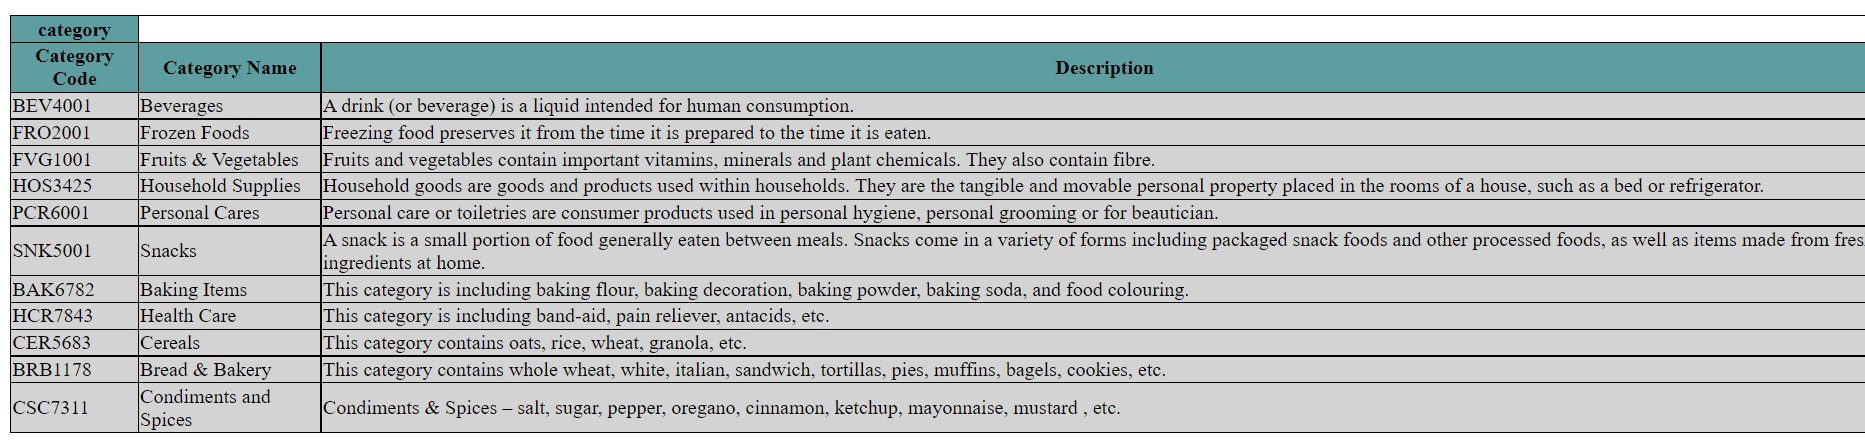 category
Category Code Category Name Description
BEV4001 Beverages A drink (or beverage) is a liquid intended for human consumption.
FRO2001 Frozen Foods Freezing food preserves it from the time it is prepared to the time it is eaten.
FVG1001 Fruits & Vegetables Fruits and vegetables contain important vitamins, minerals and plant chemicals. They also contain fibre.
HOS3425 Household Supplies Household goods are goods and products used within households. They are the tangible and movable personal property placed in the rooms of a house, such as a bed or refrigerator.
PCR6001 Personal Cares Personal care or toiletries are consumer products used in personal hygiene, personal grooming or for beautician.
SNK5001 Snacks A snack is a small portion of food generally eaten between meals. Snacks come in a variety of forms including packaged snack foods and other processed foods, as well as items made from fres
ingredients at home.
BAK6782 Baking Items This category is including baking flour, baking decoration, baking powder, baking soda, and food colouring.
HCR7843 Health Care This category is including band-aid, pain reliever, antacids, etc.
CER5683 Cereals This category contains oats, rice, wheat, granola, etc.
BRB1178 Bread & Bakery This category contains whole wheat, white, italian, sandwich, tortillas, pies, muffins, bagels, cookies, etc.
CSC7311 Condiments and Spices Condiments & Spices – salt, sugar, pepper, oregano, cinnamon, ketchup, mayonnaise, mustard , etc.